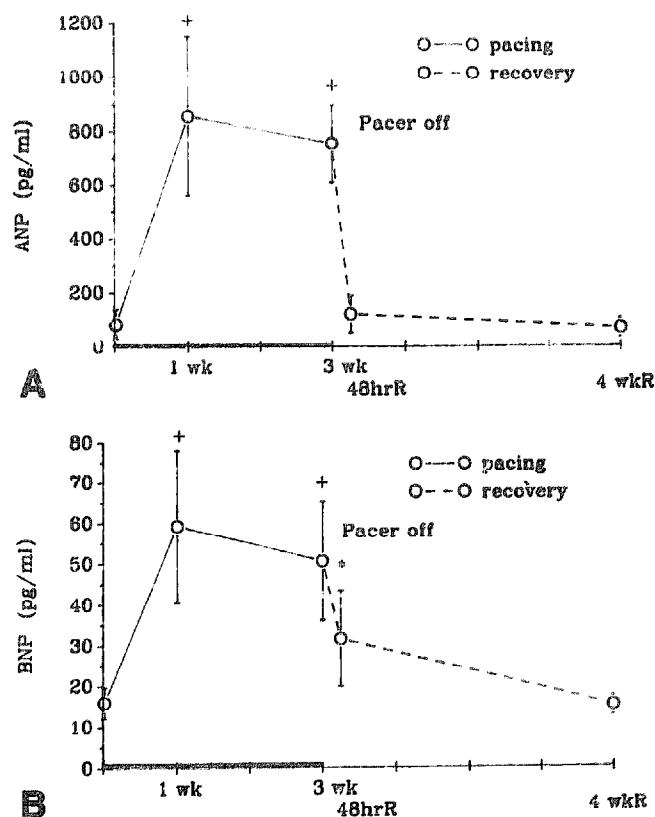 1200
1000
800
600
400
200
0
ANP (pg/ml)
+
+
O—O pacing
O--O recovery
Pacer off
1 wk
3 wk
48hrR
4 wkR
A
80
70
60
50
40
30
20
10
0
BNP (pg/ml)
+
+
*
O—O pacing
O--O recovery
Pacer off
1 wk
3 wk
48hrR
4 wkR
B